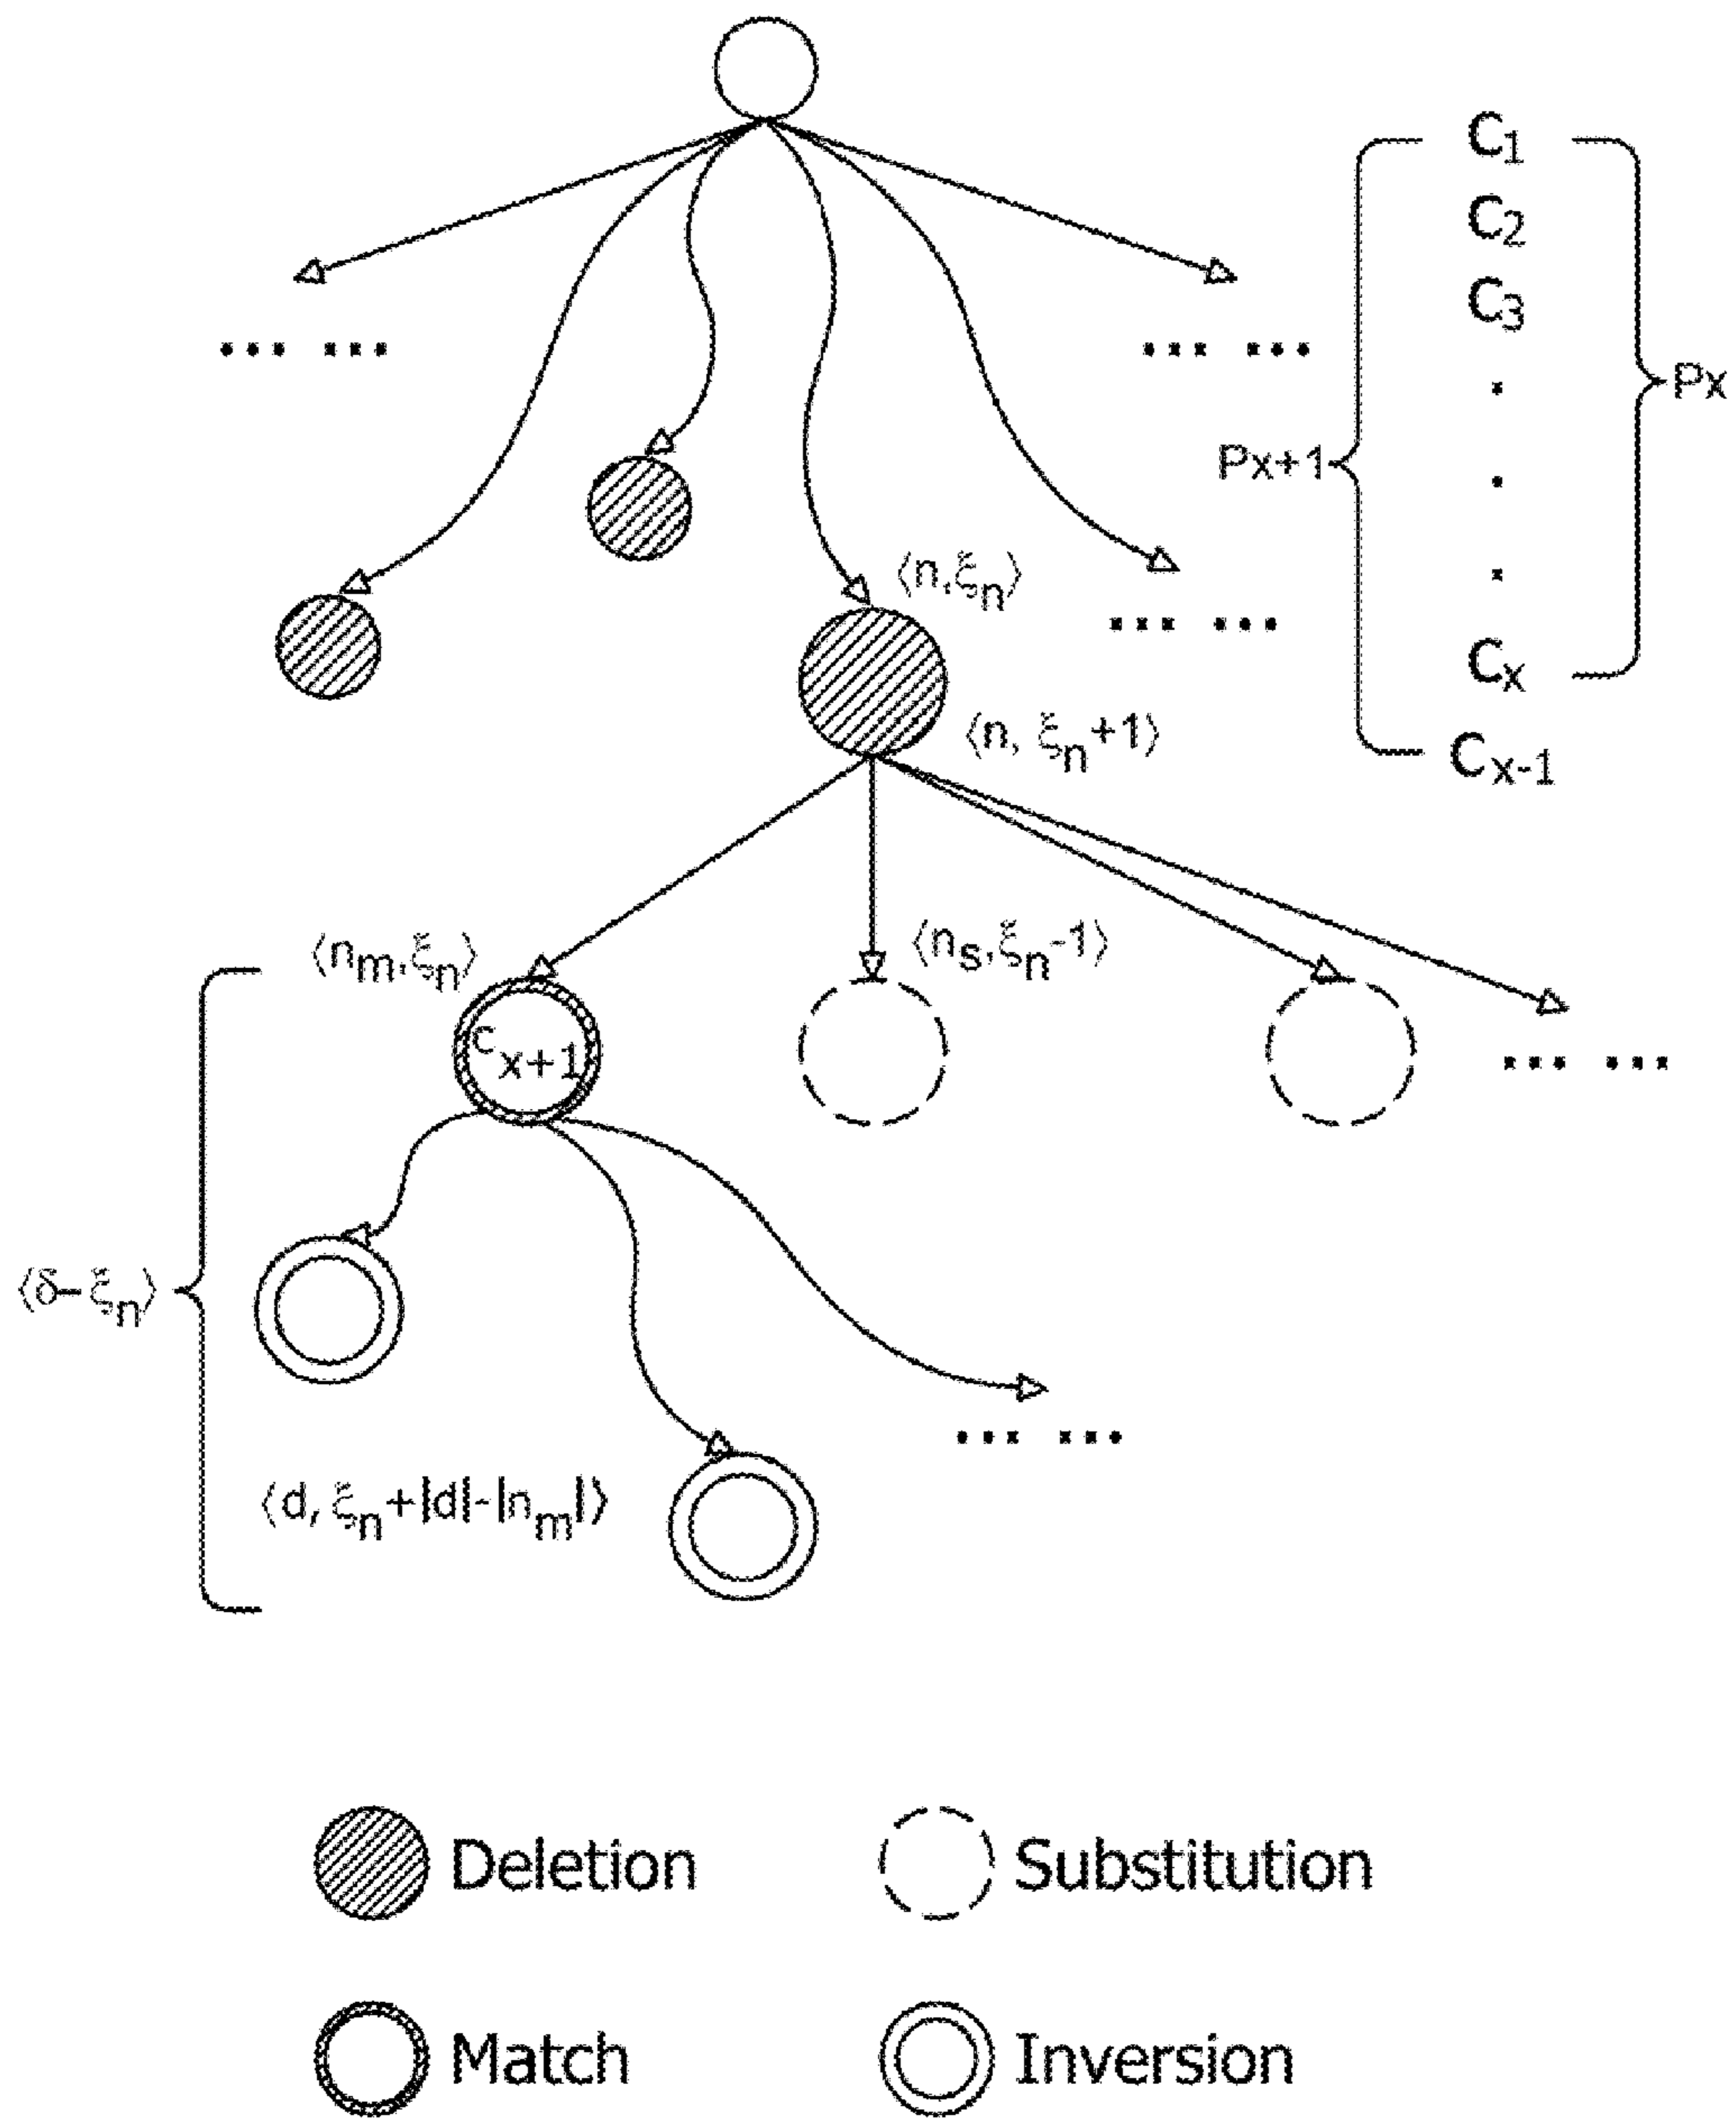 C1
C2
C3
.
Px
.
Px+1
.
Cx
Cx-1
... ...
... ...
⟨n,ξn⟩
... ...
⟨n, ξn+1⟩
⟨nm,ξn⟩
⟨ns,ξn-1⟩
cx+1
... ...
⟨δ-ξn⟩
... ...
⟨d, ξn+|d|-|nm|⟩
Deletion
Substitution
Match
Inversion